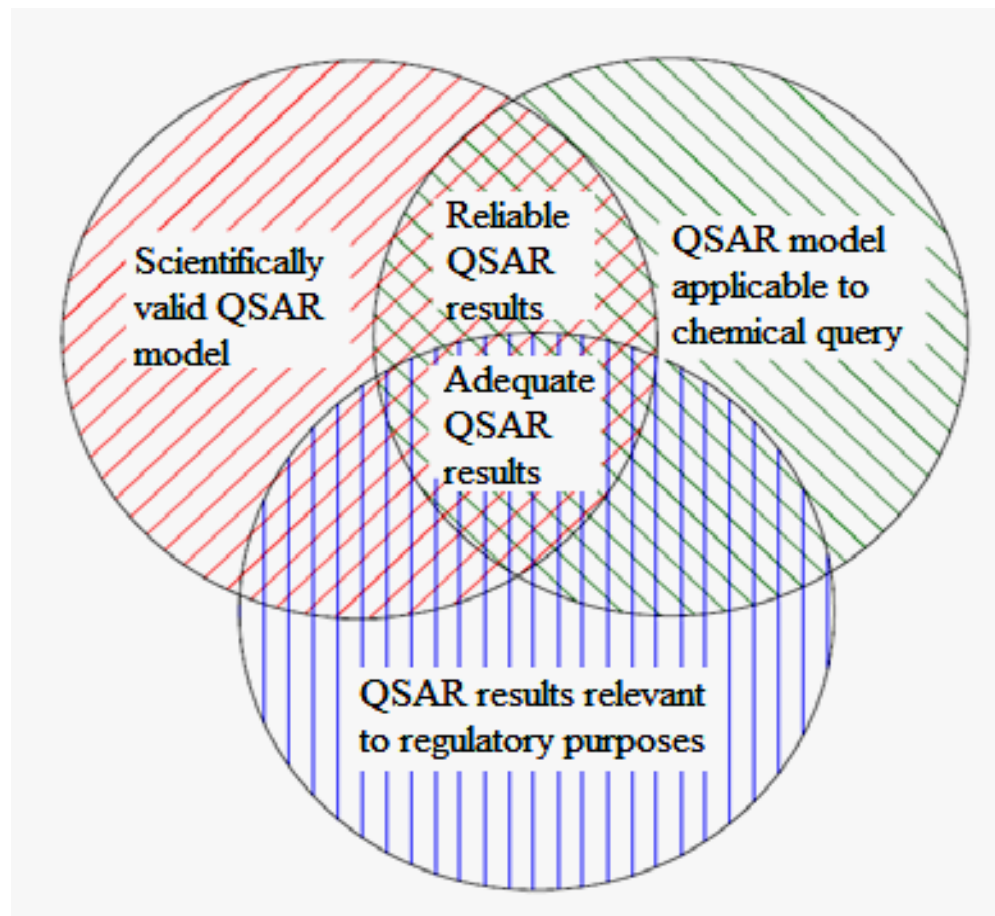 Scientifically
valid QSAR
model
Reliable
QSAR
results
QSAR model
applicable to
chemical query
Adequate
QSAR
results
QSAR results relevant
to regulatory purposes